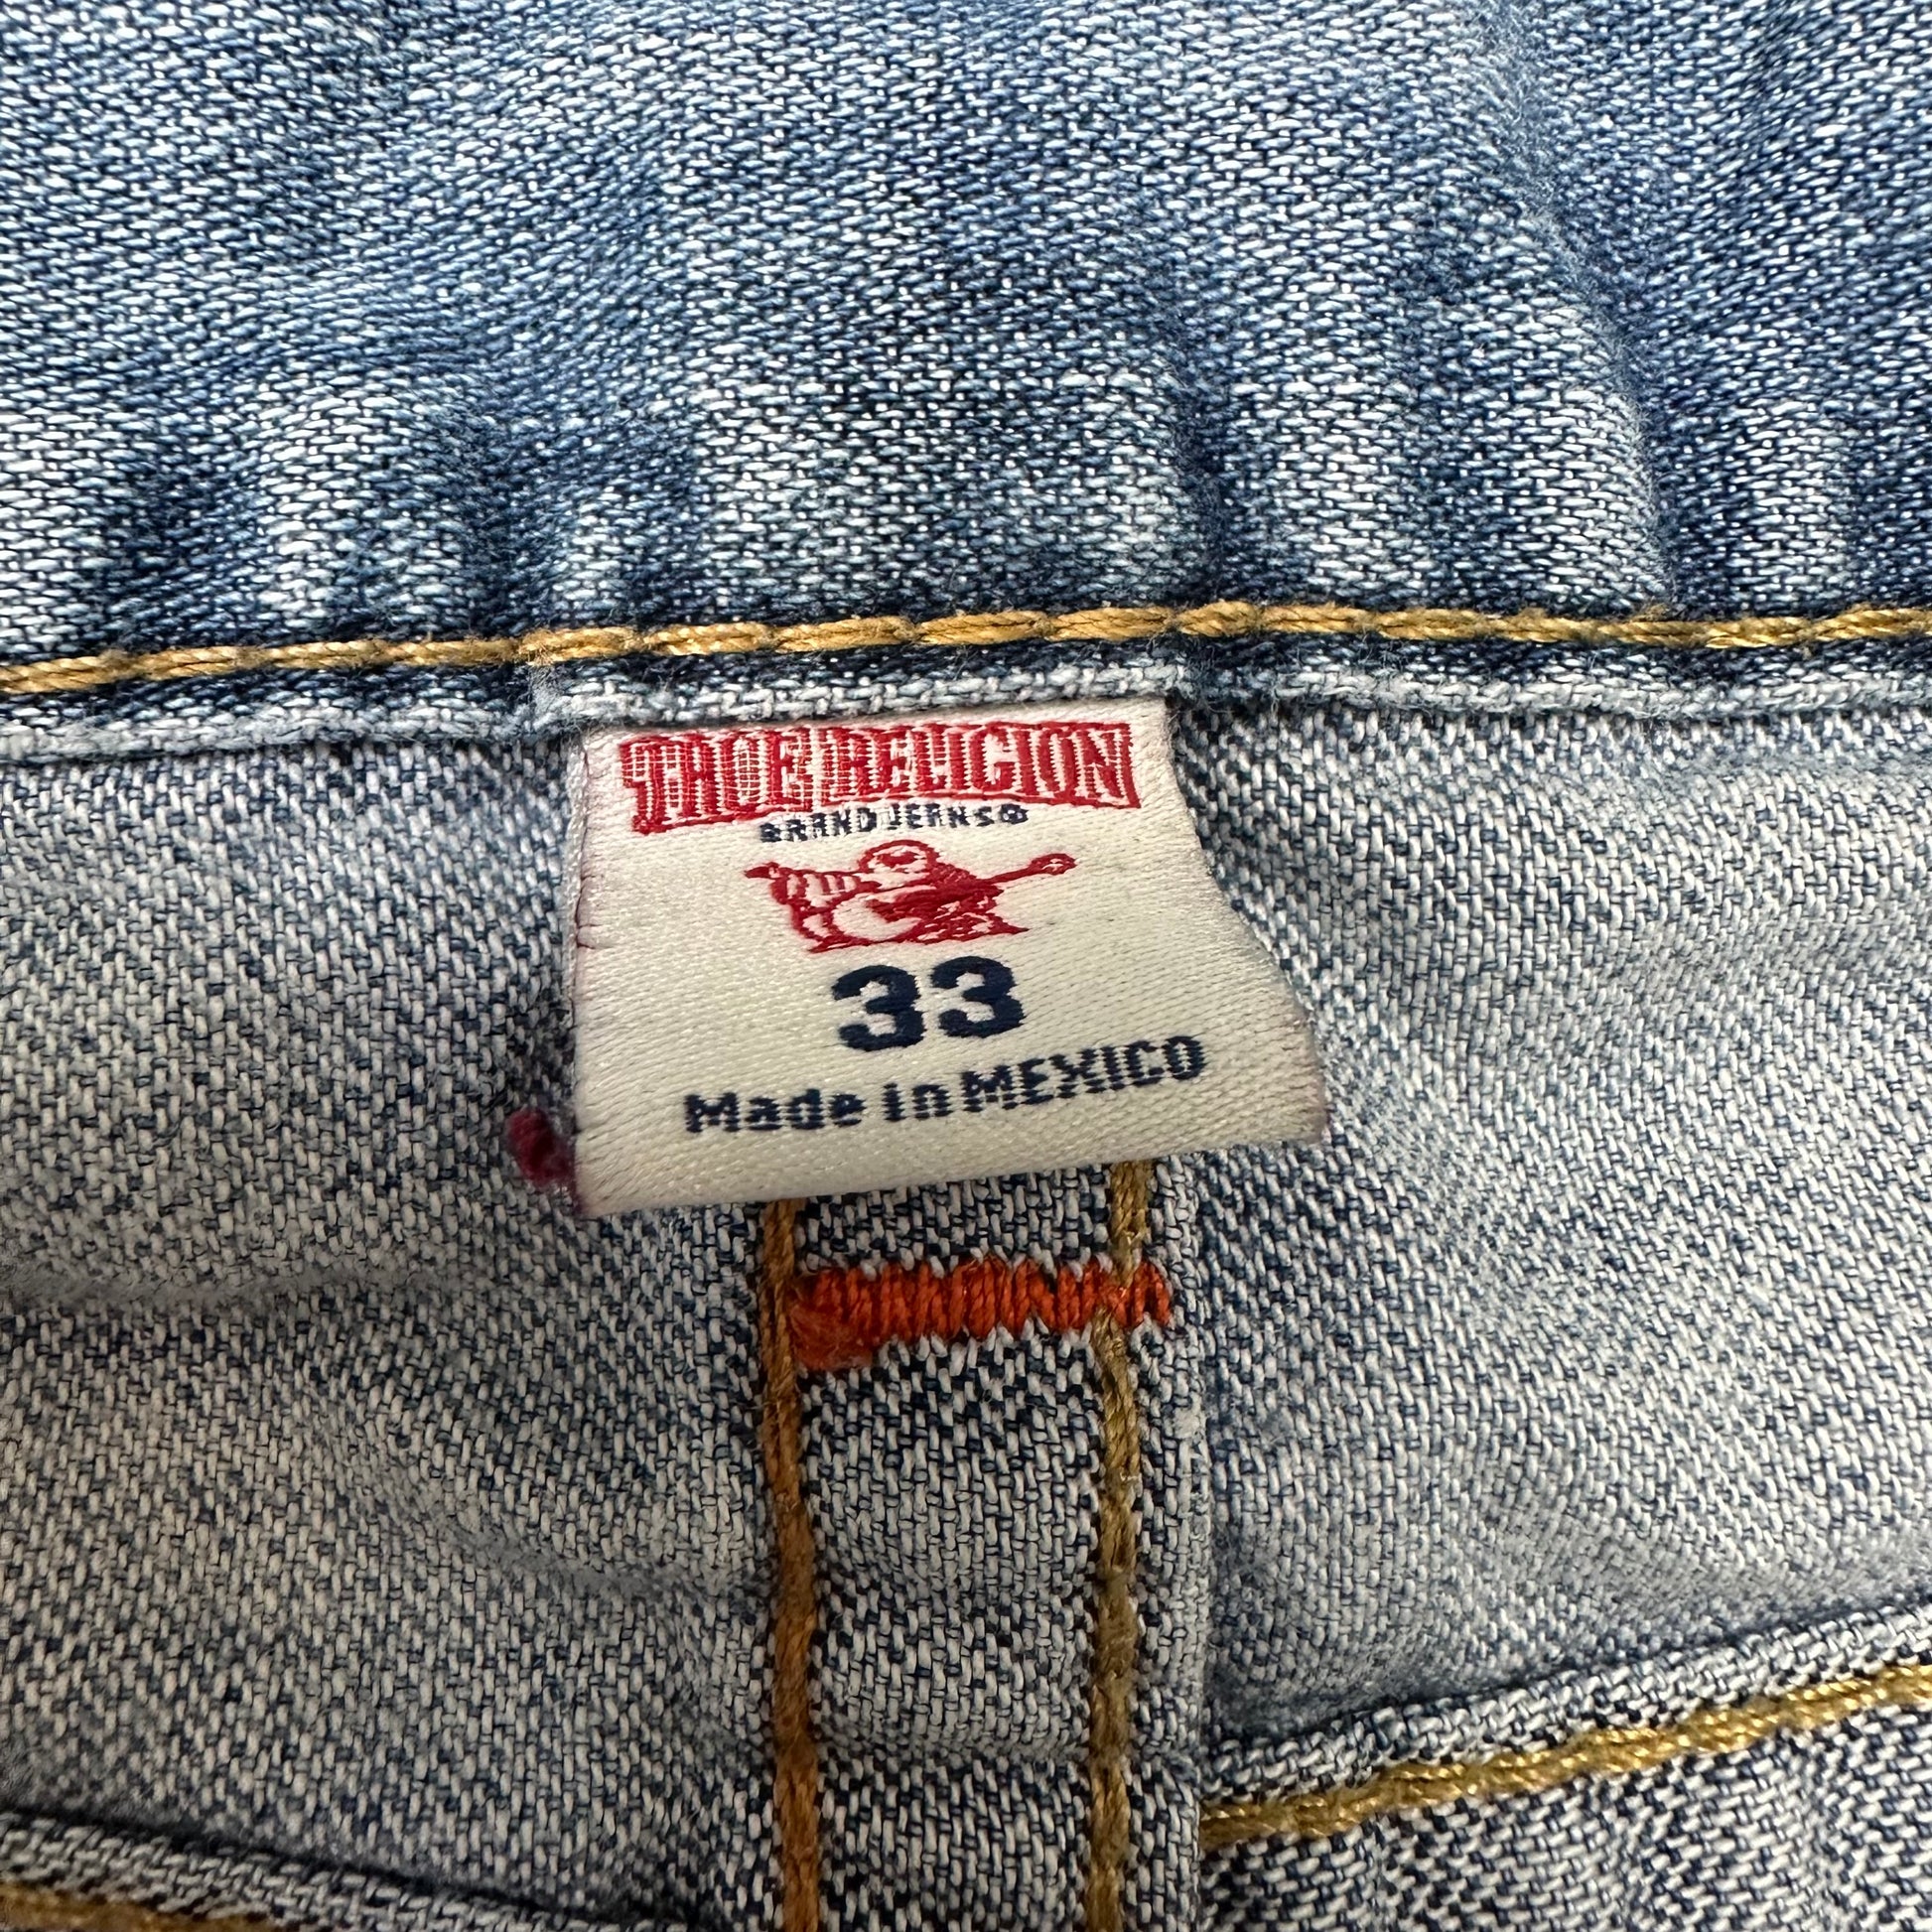 TRUE RELIGION
BRAND JEANS®
33
Made in MEXICO